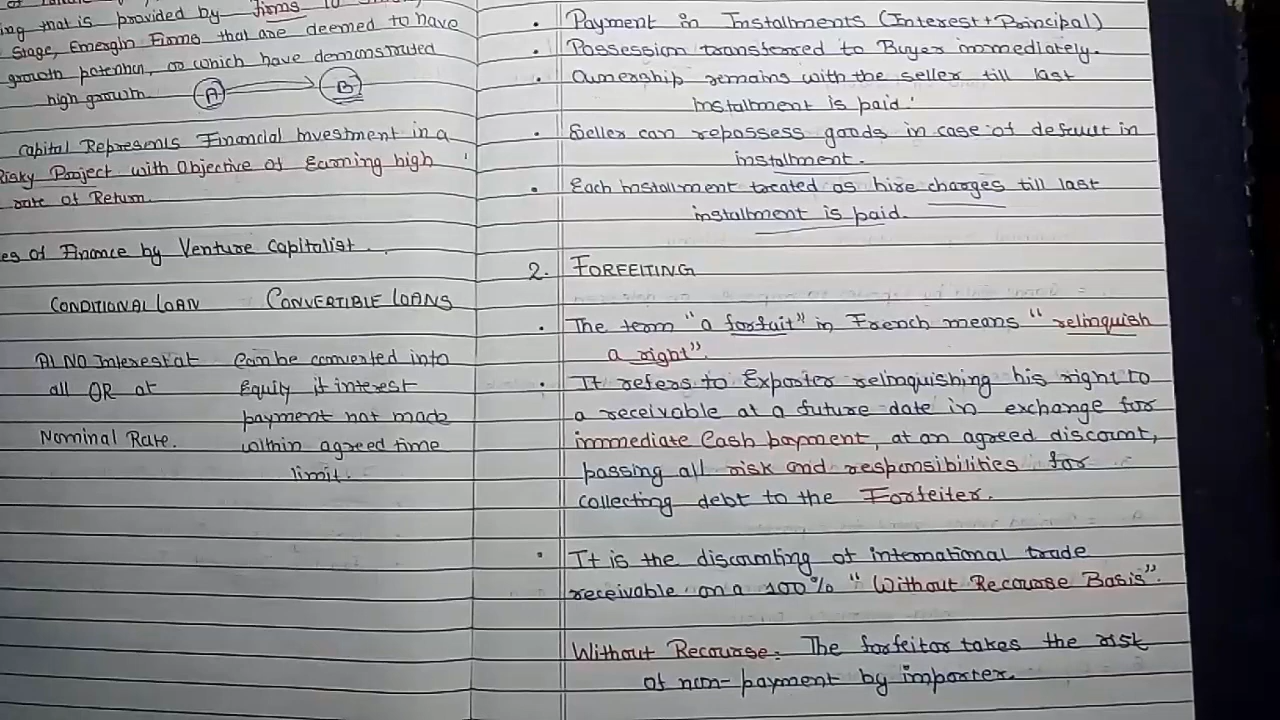 ing that is provided by Firms to
Stage, Emergin Firms that are deemed to have
growth potential, or which have demonstrated
high growth.
A
B
Capital Represents Financial Investment in a
Risky Project with Objective of Earning high
rate of Return.
es of Finance by Venture Capitalist.
CONDITIONAL LOAN CONVERTIBLE LOANS
No Interest at
all OR at
Nominal Rate.
Can be converted into
Equity if interest
payment not made
within agreed time
limit.
• Payment in Installments (Interest + Principal)
• Possession transferred to Buyer immediately.
• Ownership remains with the seller till last
installment is paid.
• Seller can repossess goods in case of default in
installment.
• Each installment treated as hire charges till last
installment is paid.
2. FORFEITING
• The term "a forfait" in French means "relinquish
a right".
• It refers to Exporter relinquishing his right to
a receivable at a future date in exchange for
immediate Cash payment, at an agreed discount,
passing all risk and responsibilities for
collecting debt to the Forfeiter.
• It is the discounting of international trade
receivable on a 100% "Without Recourse Basis".
Without Recourse: The forfeitor takes the risk
of non-payment by importer.